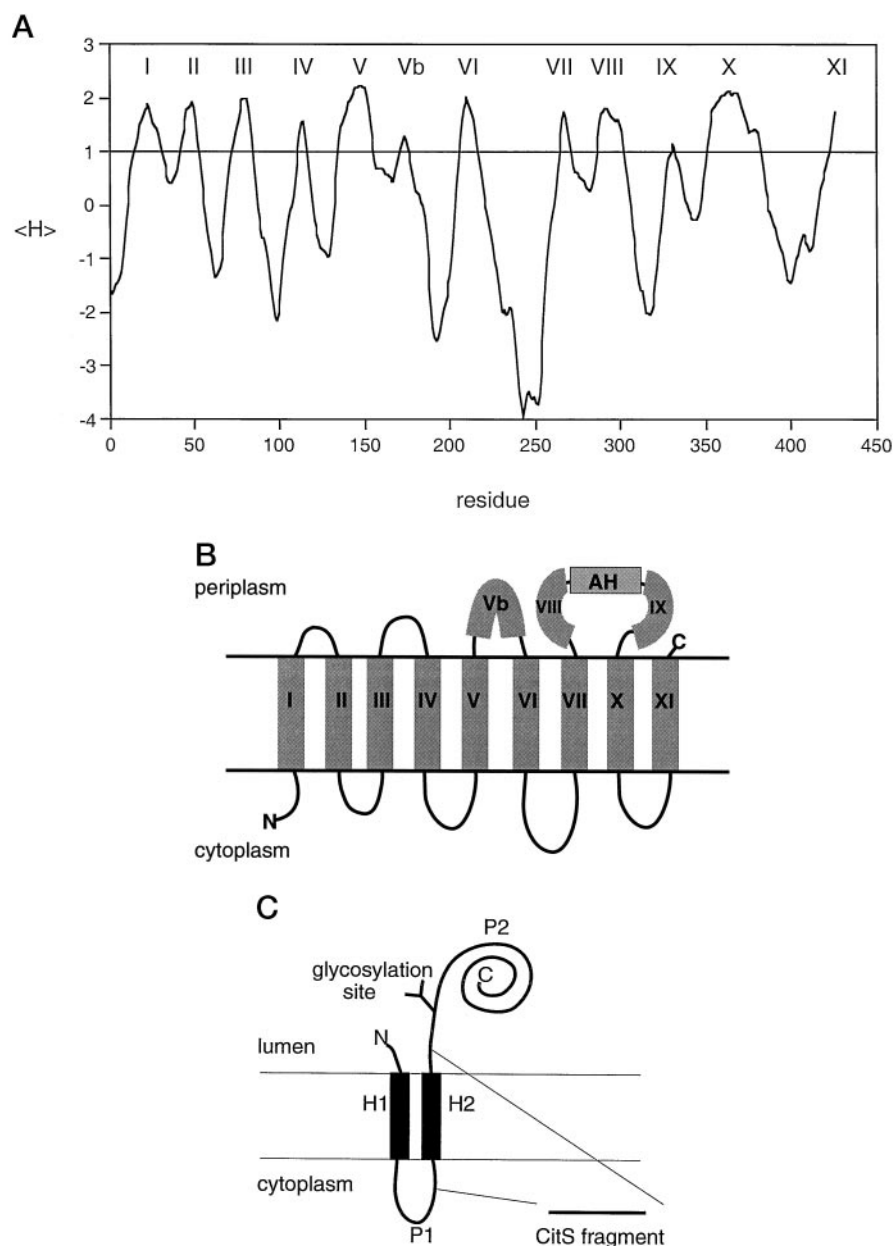 A
I II III IV V Vb VI VII VIII IX X XI
3
2
1
0
-1
-2
-3
-4
<H>
0 50 100 150 200 250 300 350 400 450
residue
B
periplasm
Vb VIII AH IX
C
I II III IV V VI VII X XI
N
cytoplasm
C
P2
glycosylation
site
C
N
lumen
H1 H2
cytoplasm
P1
CitS fragment